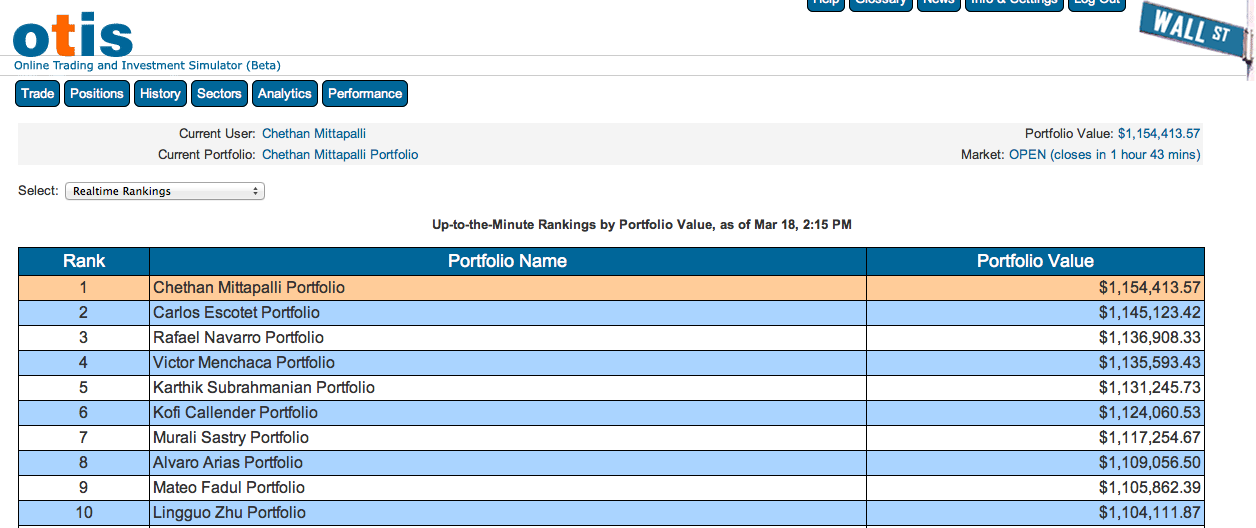 Help Glossary News Info & Settings Log Out
WALL ST
otis
Online Trading and Investment Simulator (Beta)
Trade Positions History Sectors Analytics Performance
Current User: Chethan Mittapalli Portfolio Value: $1,154,413.57
Current Portfolio: Chethan Mittapalli Portfolio Market: OPEN (closes in 1 hour 43 mins)
Select: Realtime Rankings
Up-to-the-Minute Rankings by Portfolio Value, as of Mar 18, 2:15 PM
Rank Portfolio Name Portfolio Value
1 Chethan Mittapalli Portfolio $1,154,413.57
2 Carlos Escotet Portfolio $1,145,123.42
3 Rafael Navarro Portfolio $1,136,908.33
4 Victor Menchaca Portfolio $1,135,593.43
5 Karthik Subrahmanian Portfolio $1,131,245.73
6 Kofi Callender Portfolio $1,124,060.53
7 Murali Sastry Portfolio $1,117,254.67
8 Alvaro Arias Portfolio $1,109,056.50
9 Mateo Fadul Portfolio $1,105,862.39
10 Lingguo Zhu Portfolio $1,104,111.87